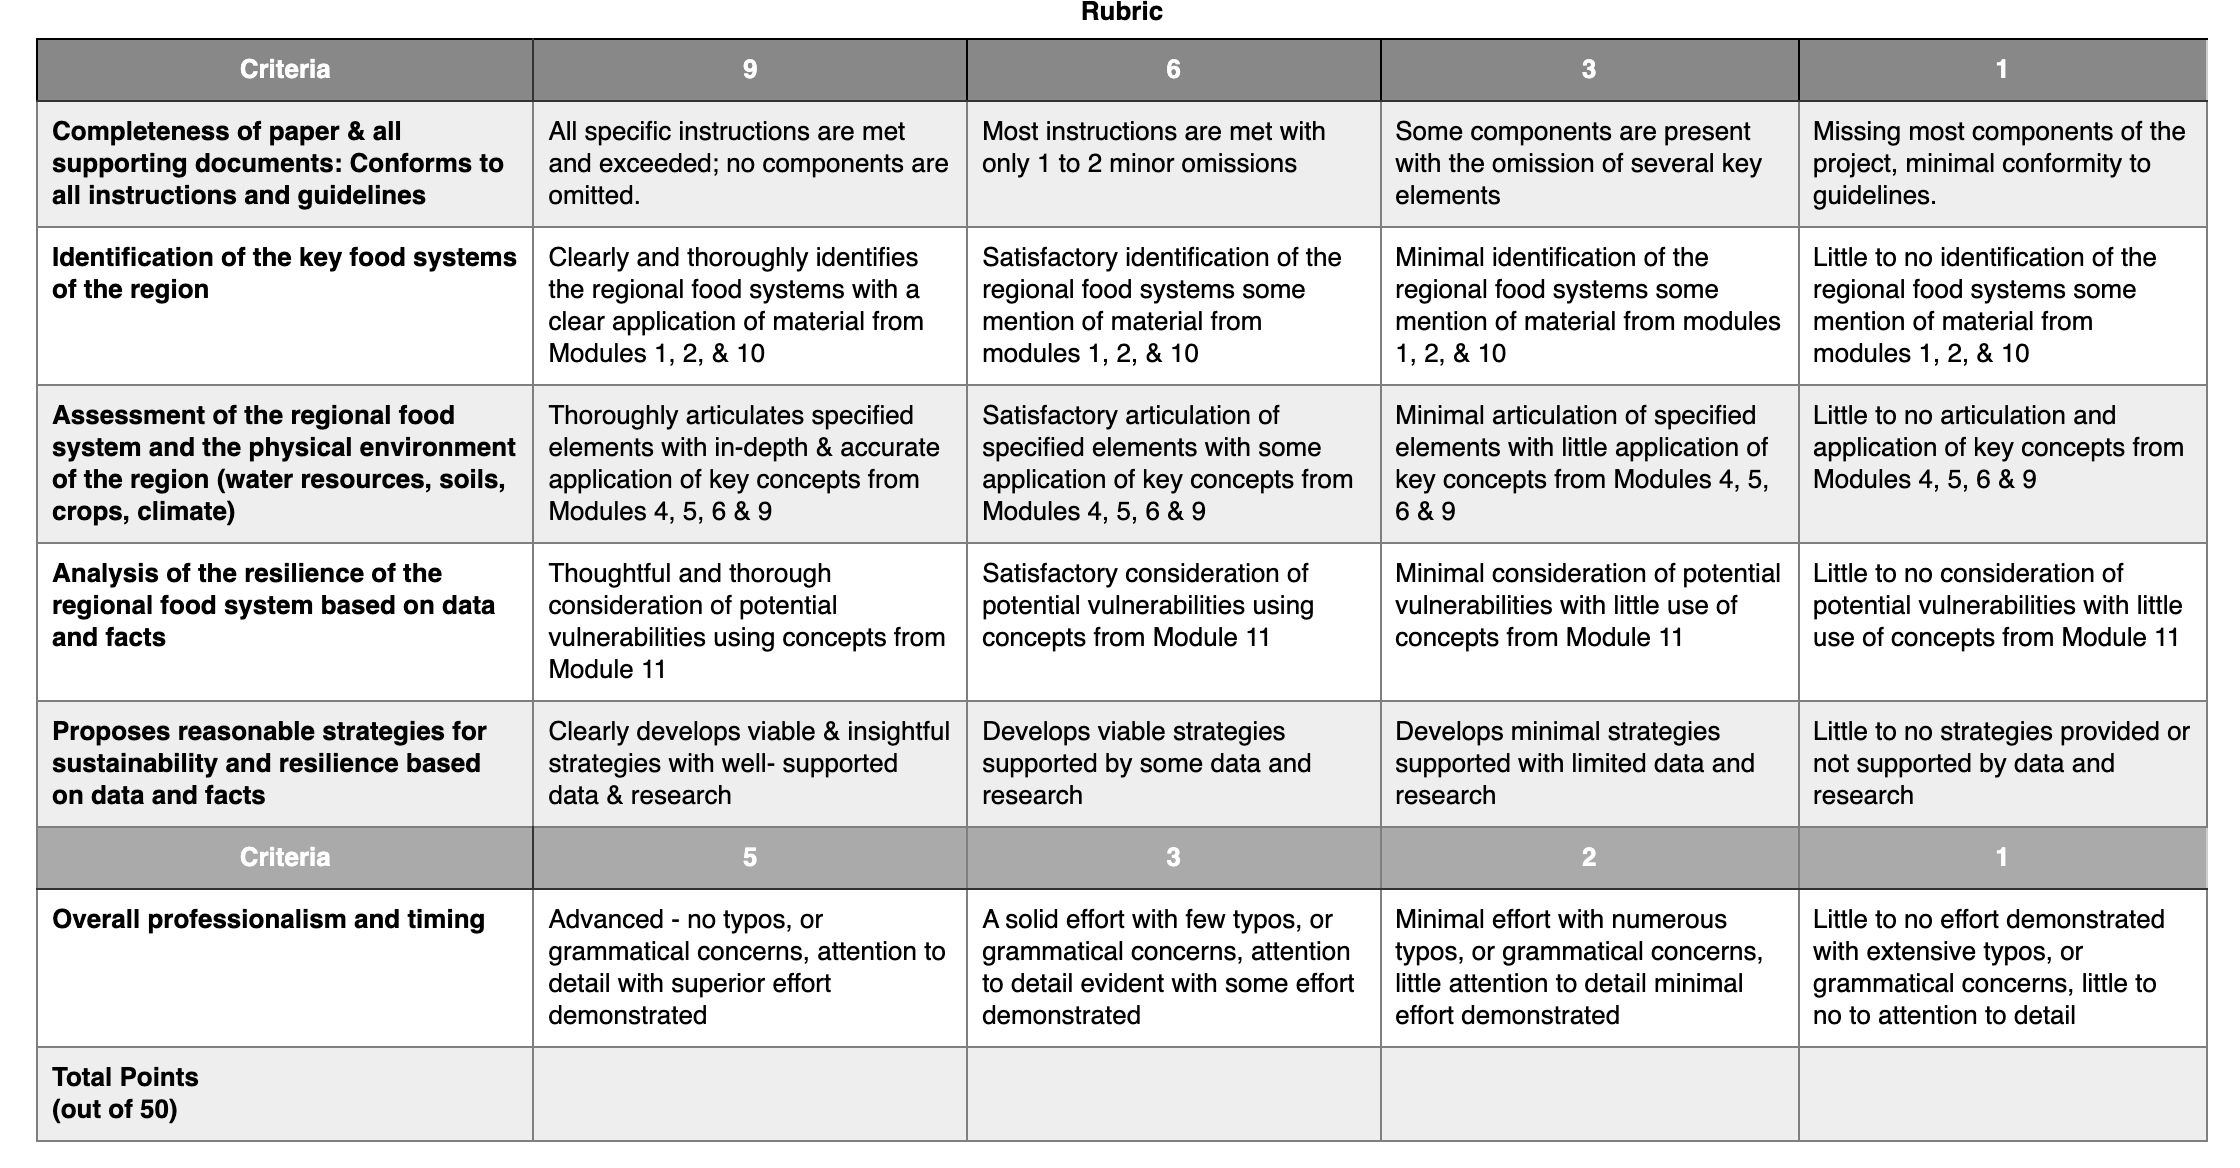 Rubric
Criteria
9
6
3
1
Completeness of paper & all
supporting documents: Conforms to
all instructions and guidelines
All specific instructions are met
and exceeded; no components are
omitted.
Most instructions are met with
only 1 to 2 minor omissions
Some components are present
with the omission of several key
elements
Missing most components of the
project, minimal conformity to
guidelines.
Identification of the key food systems
of the region
Clearly and thoroughly identifies
the regional food systems with a
clear application of material from
Modules 1, 2, & 10
Satisfactory identification of the
regional food systems some
mention of material from
modules 1, 2, & 10
Minimal identification of the
regional food systems some
mention of material from modules
1, 2, & 10
Little to no identification of the
regional food systems some
mention of material from
modules 1, 2, & 10
Assessment of the regional food
system and the physical environment
of the region (water resources, soils,
crops, climate)
Thoroughly articulates specified
elements with in-depth & accurate
application of key concepts from
Modules 4, 5, 6 & 9
Satisfactory articulation of
specified elements with some
application of key concepts from
Modules 4, 5, 6 & 9
Minimal articulation of specified
elements with little application of
key concepts from Modules 4, 5,
6 & 9
Little to no articulation and
application of key concepts from
Modules 4, 5, 6 & 9
Analysis of the resilience of the
regional food system based on data
and facts
Thoughtful and thorough
consideration of potential
vulnerabilities using concepts from
Module 11
Satisfactory consideration of
potential vulnerabilities using
concepts from Module 11
Minimal consideration of potential
vulnerabilities with little use of
concepts from Module 11
Little to no consideration of
potential vulnerabilities with little
use of concepts from Module 11
Proposes reasonable strategies for
sustainability and resilience based
on data and facts
Clearly develops viable & insightful
strategies with well- supported
data & research
Develops viable strategies
supported by some data and
research
Develops minimal strategies
supported with limited data and
research
Little to no strategies provided or
not supported by data and
research
Criteria
5
3
2
1
Overall professionalism and timing
Advanced - no typos, or
grammatical concerns, attention to
detail with superior effort
demonstrated
A solid effort with few typos, or
grammatical concerns, attention
to detail evident with some effort
demonstrated
Minimal effort with numerous
typos, or grammatical concerns,
little attention to detail minimal
effort demonstrated
Little to no effort demonstrated
with extensive typos, or
grammatical concerns, little to
no to attention to detail
Total Points
(out of 50)